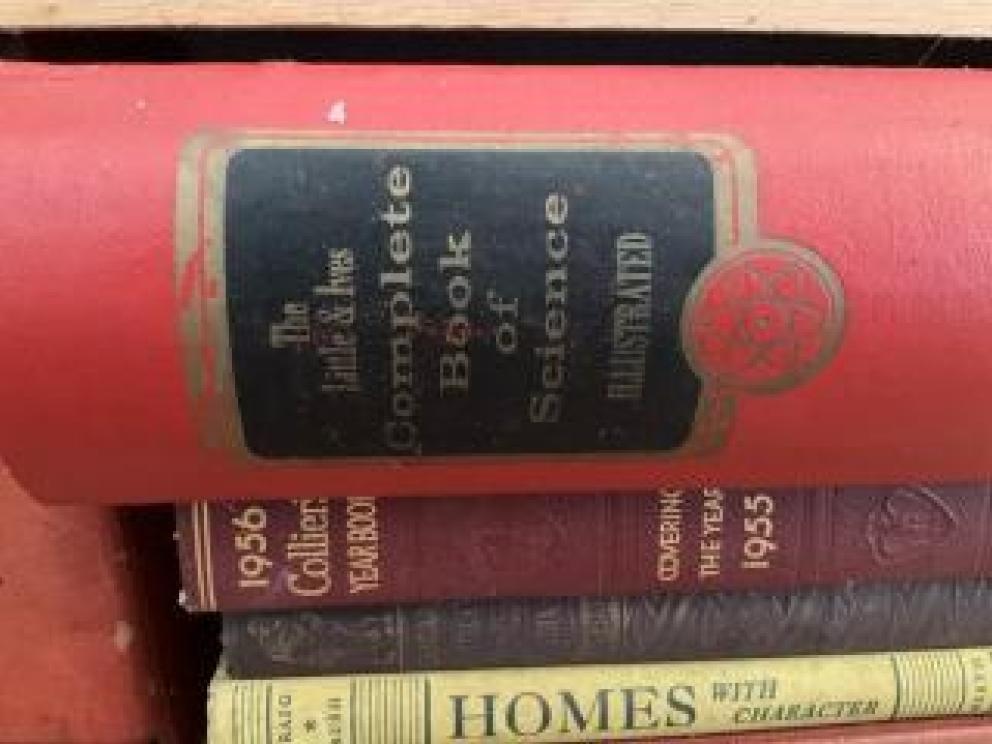 The
Little & Ives
Complete
Book
of
Science
ILLUSTRATED
1956
Collier
YEAR BOOK
COVERING
THE YEAR
1955
HOMES WITH
CHARACTER